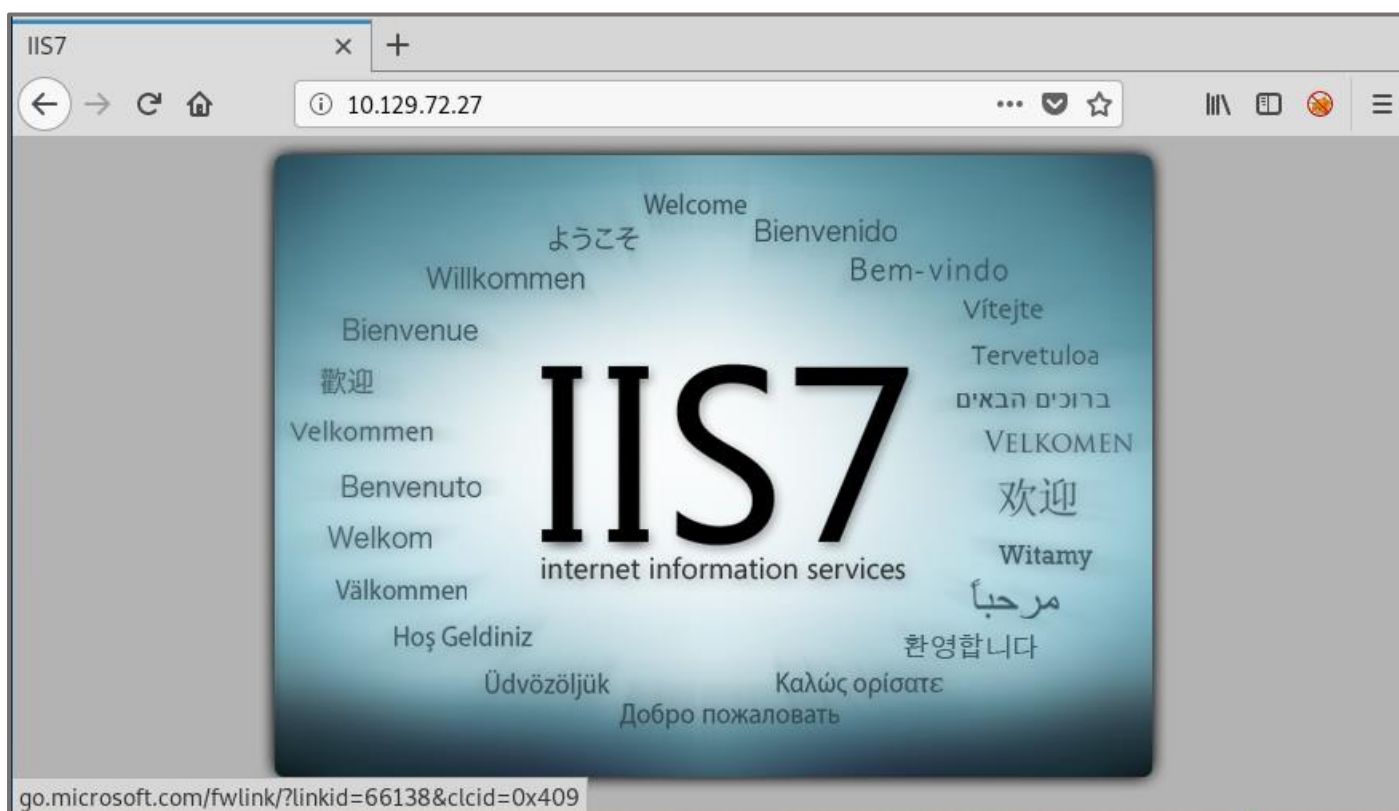 IIS7
10.129.72.27
Welcome
Bienvenido
ようこそ
Bem-vindo
Willkommen
Vítejte
Bienvenue
Tervetuloa
歡迎
ברוכים הבאים
Velkommen
VELKOMEN
IIS7
Benvenuto
欢迎
Welkom
Witamy
internet information services
Välkommen
مرحباً
Hoş Geldiniz
환영합니다
Üdvözöljük
Καλώς ορίσατε
Добро пожаловать
go.microsoft.com/fwlink/?linkid=66138&clcid=0x409